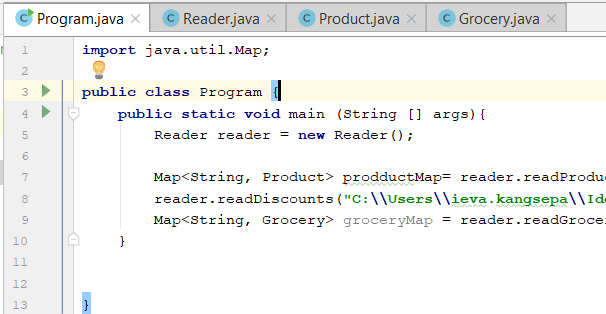 Program.java × Reader.java × Product.java × Grocery.java ×
1 import java.util.Map;
2
3 public class Program {
4 public static void main (String [] args){
5 Reader reader = new Reader();
6
7 Map<String, Product> prodductMap= reader.readProduc
8 reader.readDiscounts("C:\\Users\\ieva.kangsepa\\Ide
9 Map<String, Grocery> groceryMap = reader.readGrocer
10 }
11
12
13 }